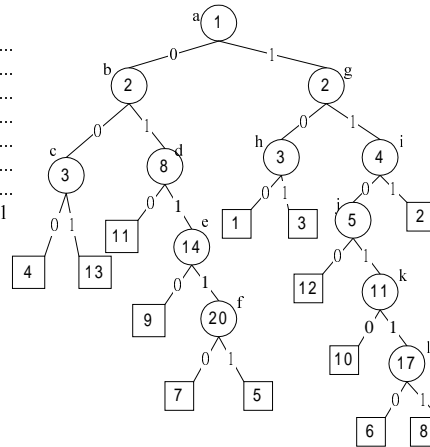 a 1
0 1
b 2 g 2
0 1 0 1
c 3 d 8 h 3 i 4
0 1 0 1 0 1 0 1
4 13 11 e 14 1 3 j 5 2
0 1 0 1
9 f 20 12 k 11
0 1 0 1
7 5 10 l 17
0 1
6 8